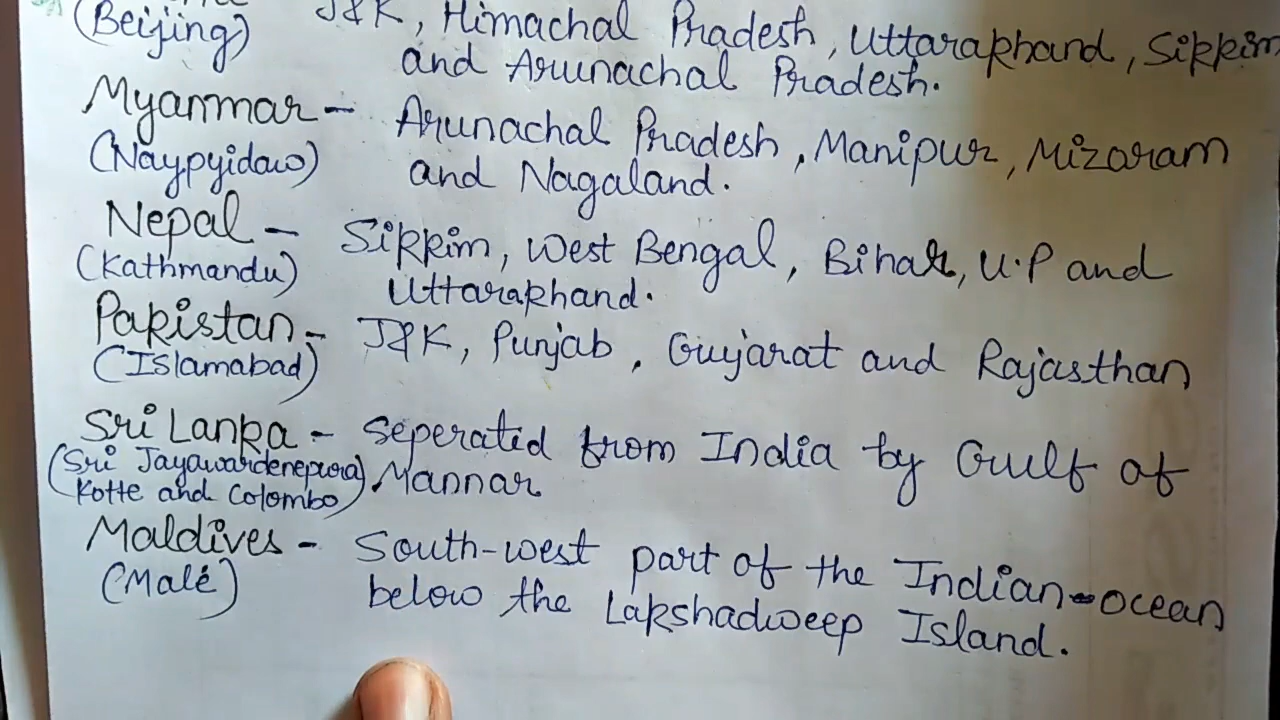 (Beijing) J&K, Himachal Pradesh, Uttarakhand, Sikkim
and Arunachal Pradesh.
Myanmar - Arunachal Pradesh, Manipur, Mizoram
(Naypyidaw) and Nagaland.
Nepal - Sikkim, West Bengal, Bihar, U.P and
(Kathmandu) Uttarakhand.
Pakistan - J&K, Punjab, Gujarat and Rajasthan
(Islamabad)
Sri Lanka - Seperated from India by Gulf of
(Sri Jayawardenepura Mannar
Kotte and Colombo)
Maldives - South-west part of the Indian-ocean
(Malé) below the Lakshadweep Island.